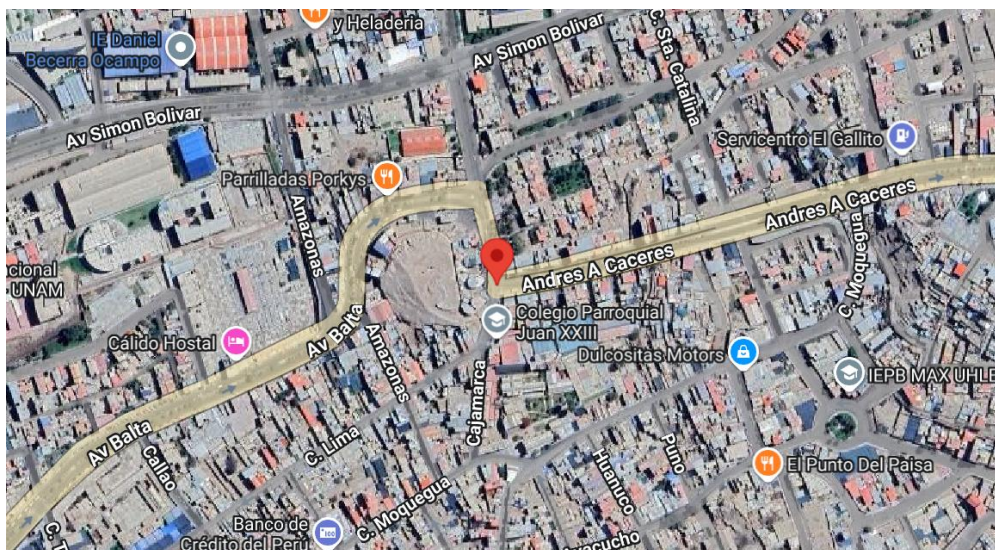 y Heladeria
IE Daniel
Becerra Ocampo
Av Simon Bolivar
C. Sta. Catalina
Av Simon Bolivar
Servicentro El Gallito
Parrilladas Porkys
Amazonas
Andres A Caceres
C. Moquegua
Andres A Caceres
cional
UNAM
Colegio Parroquial
Juan XXIII
Av Balta
Cálido Hostal
Amazonas
Dulcositas Motors
IEPB MAX UHLE
Cajamarca
Av Balta
C. Lima
Callao
Huanuco
Puno
El Punto Del Paisa
C. Moquegua
Banco de
Crédito del Perú